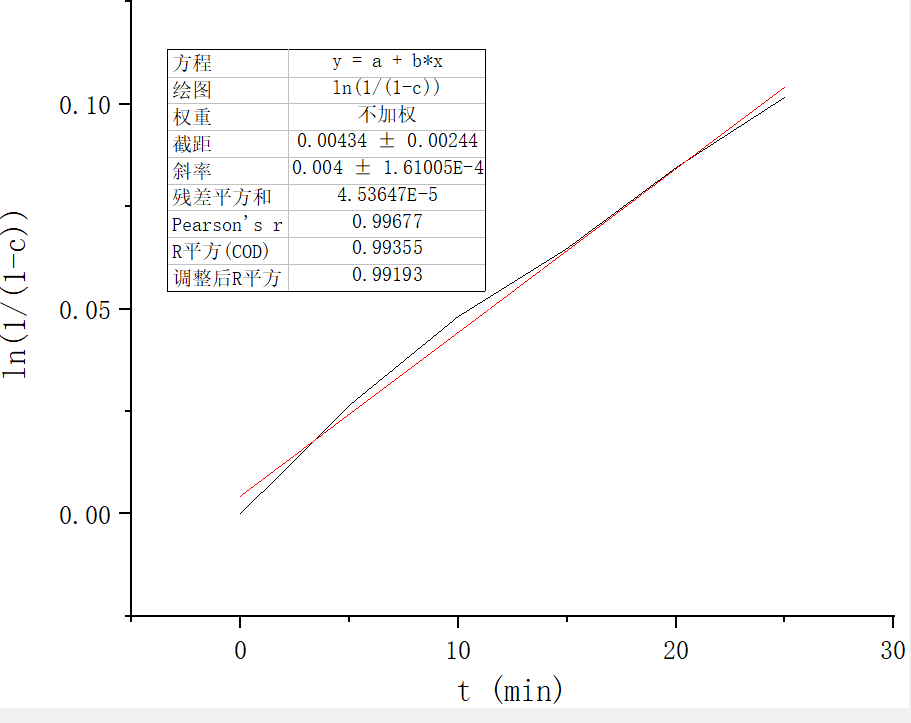 方程 y = a + b*x
绘图 ln(1/(1-c))
权重 不加权
截距 0.00434 ± 0.00244
斜率 0.004 ± 1.61005E-4
残差平方和 4.53647E-5
Pearson's r 0.99677
R平方(COD) 0.99355
调整后R平方 0.99193
0.10
0.05
0.00
ln(1/(1-c))
0 10 20 30
t (min)